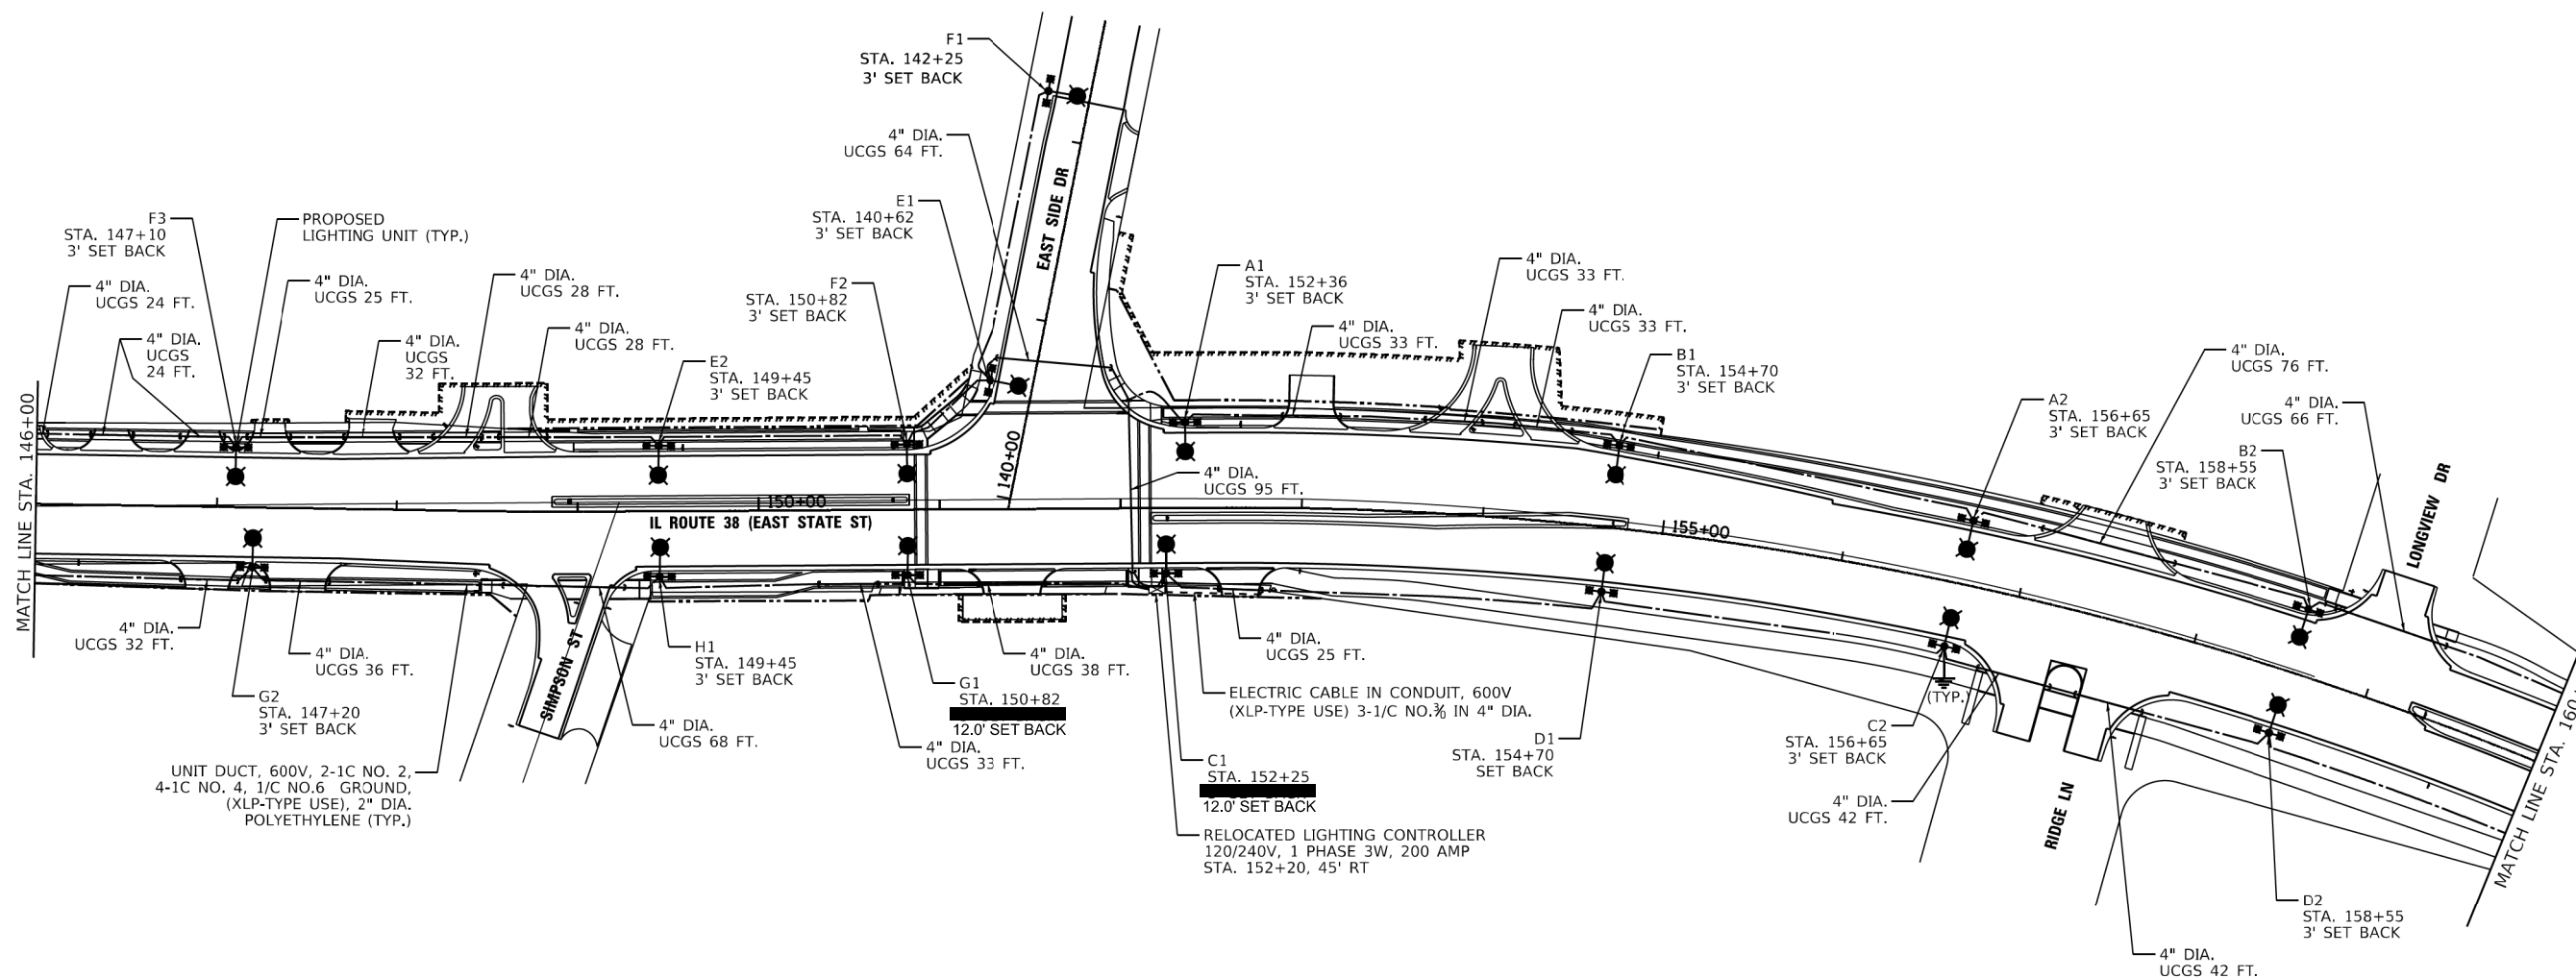 F1
STA. 142+25
3' SET BACK
4" DIA.
UCGS 64 FT.
E1
STA. 140+62
3' SET BACK
EAST SIDE DR
F3
STA. 147+10
3' SET BACK
PROPOSED
LIGHTING UNIT (TYP.)
4" DIA.
UCGS 24 FT.
4" DIA.
UCGS 25 FT.
4" DIA.
UCGS 28 FT.
F2
STA. 150+82
3' SET BACK
4" DIA.
UCGS
24 FT.
4" DIA.
UCGS
32 FT.
4" DIA.
UCGS 28 FT.
E2
STA. 149+45
3' SET BACK
A1
STA. 152+36
3' SET BACK
4" DIA.
UCGS 33 FT.
4" DIA.
UCGS 33 FT.
4" DIA.
UCGS 33 FT.
B1
STA. 154+70
3' SET BACK
4" DIA.
UCGS 76 FT.
A2
STA. 156+65
3' SET BACK
4" DIA.
UCGS 66 FT.
B2
STA. 158+55
3' SET BACK
LONGVIEW DR
MATCH LINE STA. 146+00
140+00
4" DIA.
UCGS 95 FT.
150+00
IL ROUTE 38 (EAST STATE ST)
155+00
4" DIA.
UCGS 32 FT.
4" DIA.
UCGS 36 FT.
G2
STA. 147+20
3' SET BACK
SIMPSON ST
H1
STA. 149+45
3' SET BACK
4" DIA.
UCGS 68 FT.
G1
STA. 150+82
12.0' SET BACK
4" DIA.
UCGS 38 FT.
4" DIA.
UCGS 33 FT.
4" DIA.
UCGS 25 FT.
ELECTRIC CABLE IN CONDUIT, 600V
(XLP-TYPE USE) 3-1/C NO.3/0 IN 4" DIA.
C1
STA. 152+25
12.0' SET BACK
D1
STA. 154+70
SET BACK
(TYP.)
C2
STA. 156+65
3' SET BACK
4" DIA.
UCGS 42 FT.
UNIT DUCT, 600V, 2-1C NO. 2,
4-1C NO. 4, 1/C NO.6 GROUND,
(XLP-TYPE USE), 2" DIA.
POLYETHYLENE (TYP.)
RELOCATED LIGHTING CONTROLLER
120/240V, 1 PHASE 3W, 200 AMP
STA. 152+20, 45' RT
RIDGE LN
MATCH LINE STA. 160+
D2
STA. 158+55
3' SET BACK
4" DIA.
UCGS 42 FT.